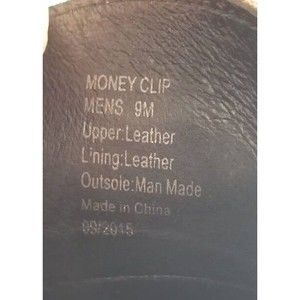 MONEY CLIP
MENS 9M
Upper:Leather
Lining:Leather
Outsole:Man Made
Made in China
09/2015